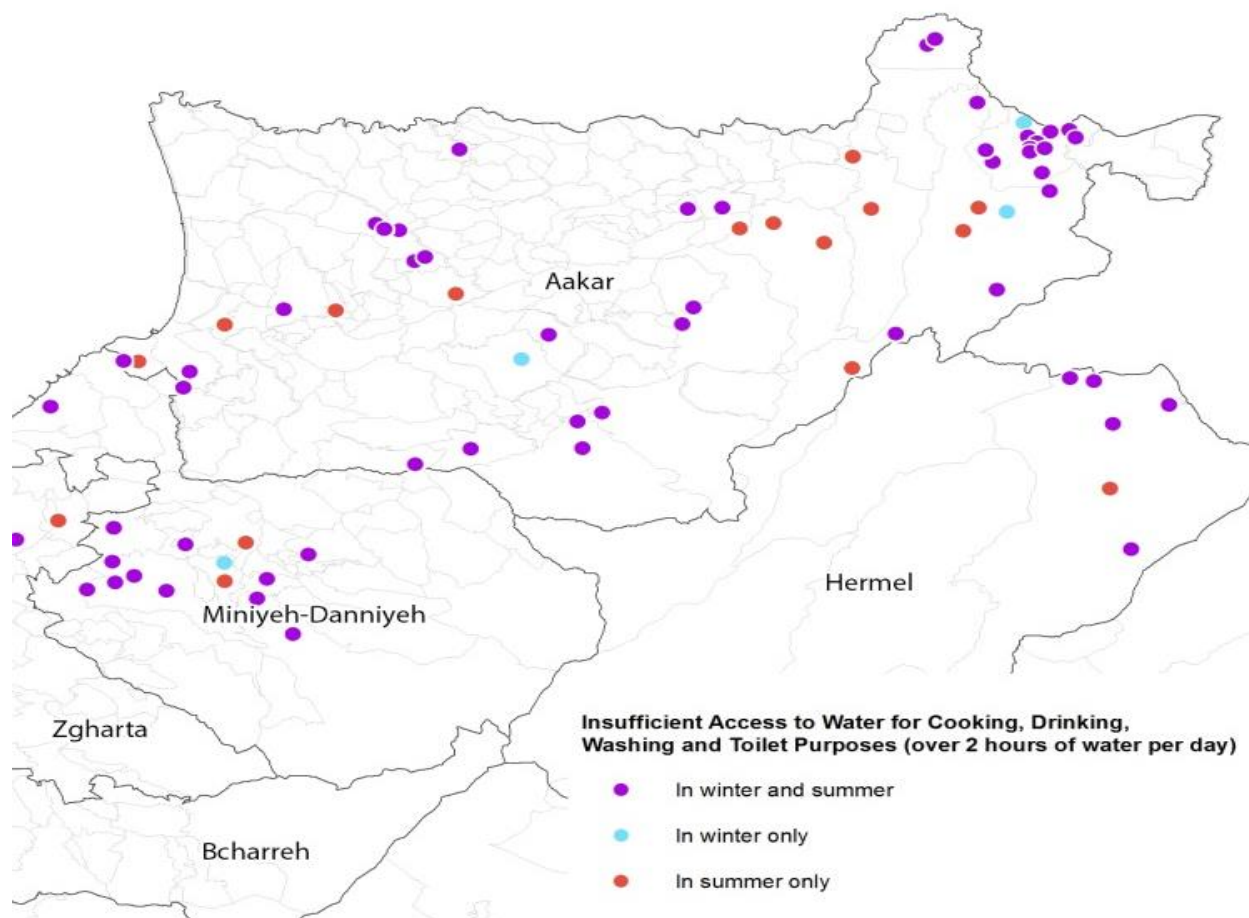 Aakar
Hermel
Miniyeh-Danniyeh
Zgharta
Bcharreh
Insufficient Access to Water for Cooking, Drinking,
Washing and Toilet Purposes (over 2 hours of water per day)
In winter and summer
In winter only
In summer only